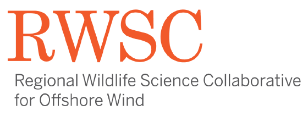 RWSC
Regional Wildlife Science Collaborative
for Offshore Wind